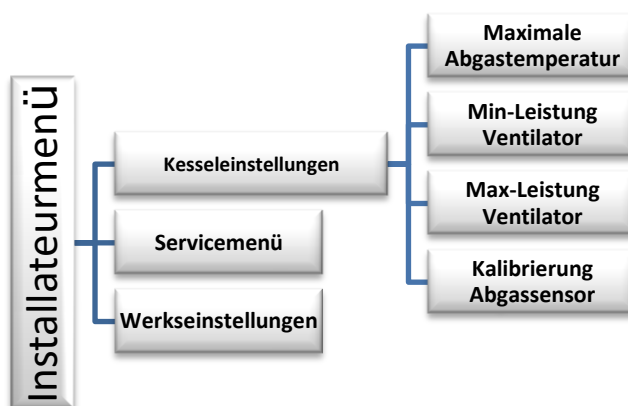 Installateurmenü
Kesseleinstellungen
Servicemenü
Werkseinstellungen
Maximale
Abgastemperatur
Min-Leistung
Ventilator
Max-Leistung
Ventilator
Kalibrierung
Abgassensor